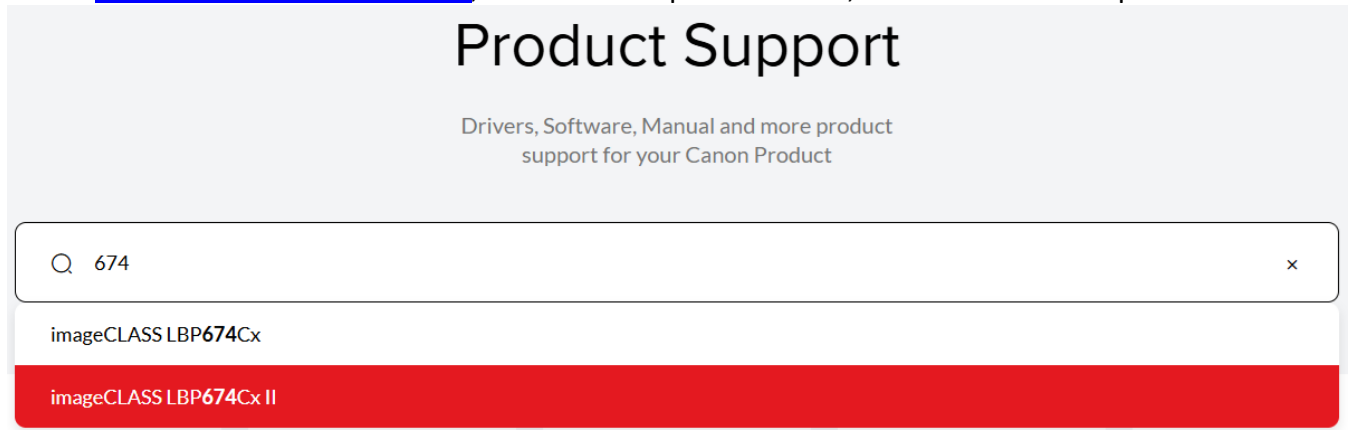 Product Support
Drivers, Software, Manual and more product
support for your Canon Product
674
×
imageCLASS LBP674Cx
imageCLASS LBP674Cx II